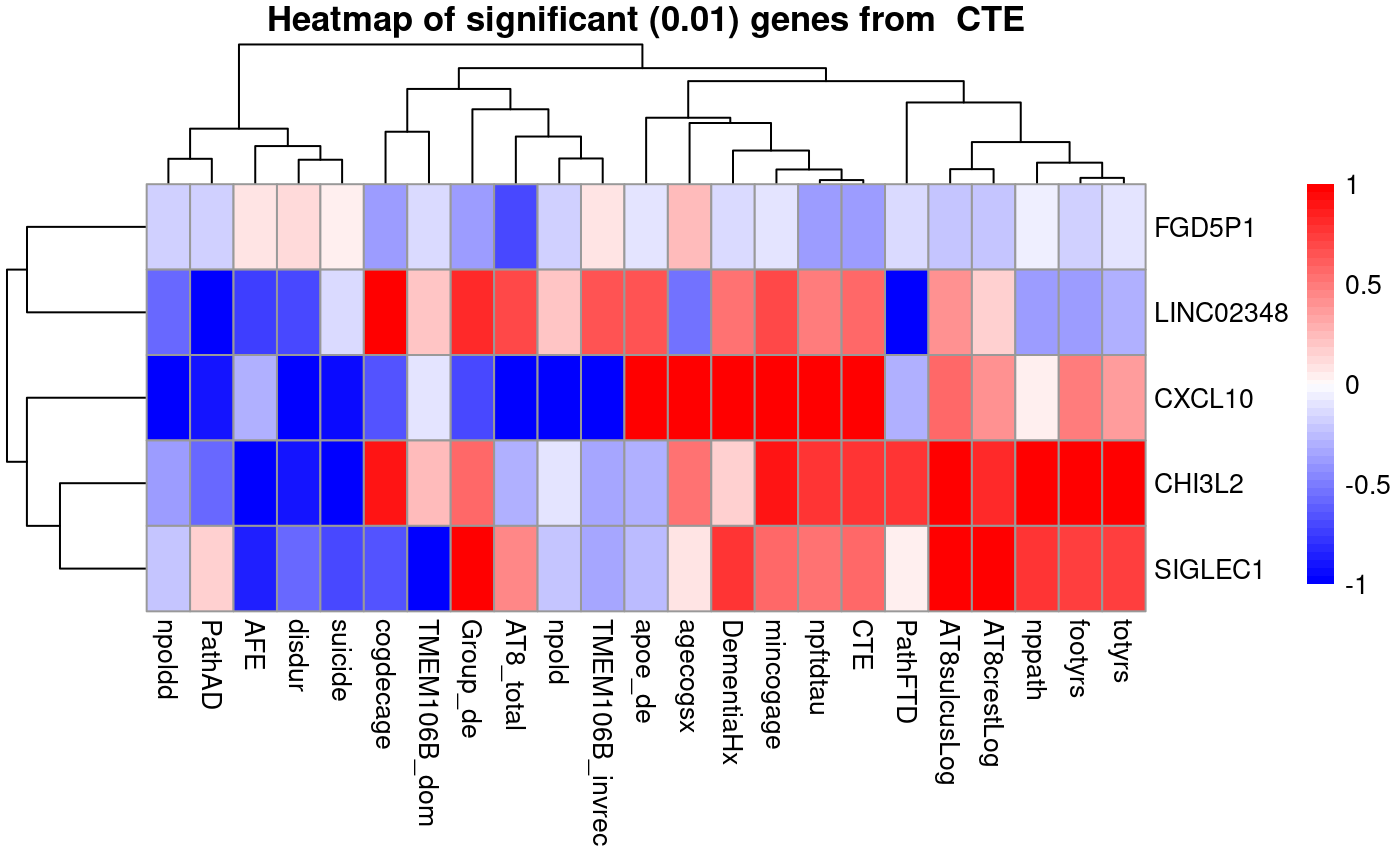 Heatmap of significant (0.01) genes from  CTE
1
0.5
0
-0.5
-1
FGD5P1
LINC02348
CXCL10
CHI3L2
SIGLEC1
npoldd
PathAD
AFE
disdur
suicide
cogdecage
TMEM106B_dom
Group_de
AT8_total
npold
TMEM106B_invrec
apoe_de
agecogsx
DementiaHx
mincogage
npftdtau
CTE
PathFTD
AT8sulcusLog
AT8crestLog
nppath
footyrs
totyrs